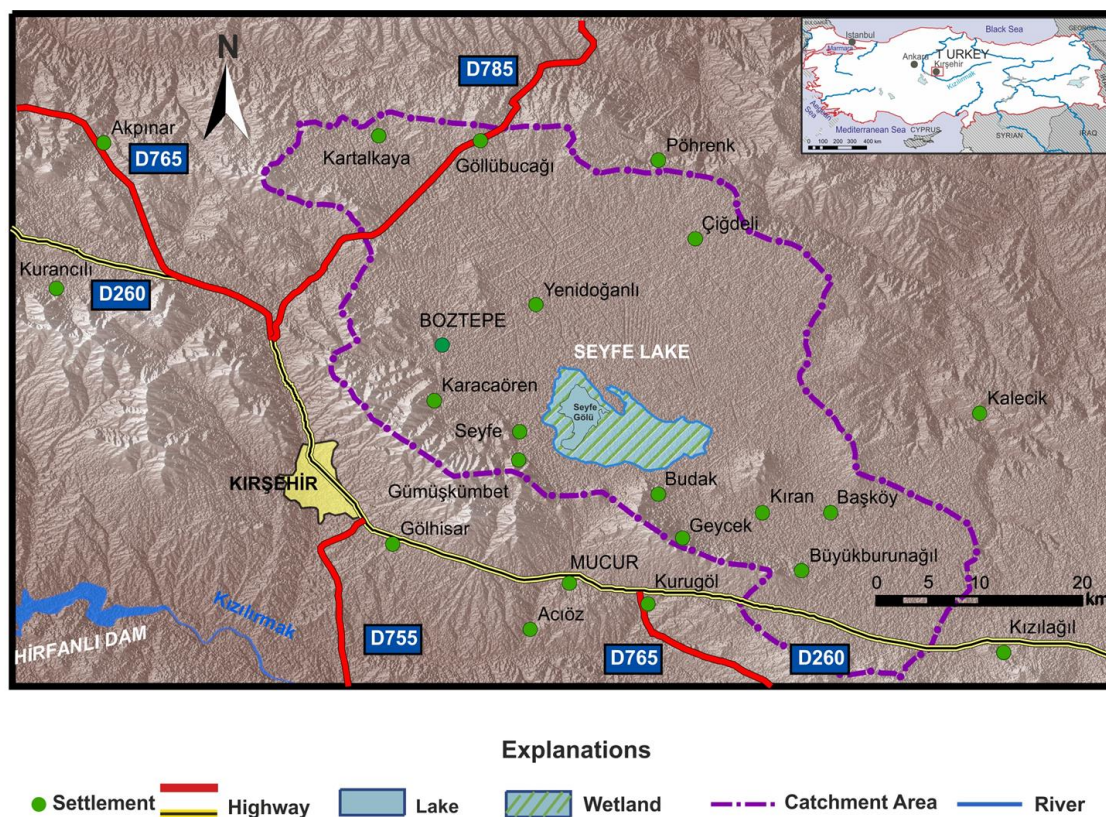 N
D785
Akpınar
D765
Kartalkaya
Göllübucağı
Pöhrenk
Çiğdeli
Kurancılı
D260
Yenidoğanlı
BOZTEPE
SEYFE LAKE
Karacaören
Seyfe
Gölü
Kalecik
Seyfe
KIRŞEHİR
Gümüşkümbet
Budak
Kıran
Başköy
Gölhisar
Geycek
MUCUR
Büyükburunağıl
Kurugöl
0 5 10 20
km
Kızılırmak
HİRFANLI DAM
Acıöz
D755
D765
D260
Kızılağıl
BULGARIA
Black Sea
GEORGIA
Istanbul
Marmara
Ankara
TURKEY
Kırşehir
Kızılırmak
Aegean
Sea
Mediterranean Sea
CYPRUS
SYRIAN
IRAQ
0 100 200 300 400 km
Explanations
Settlement
Highway
Lake
Wetland
Catchment Area
River